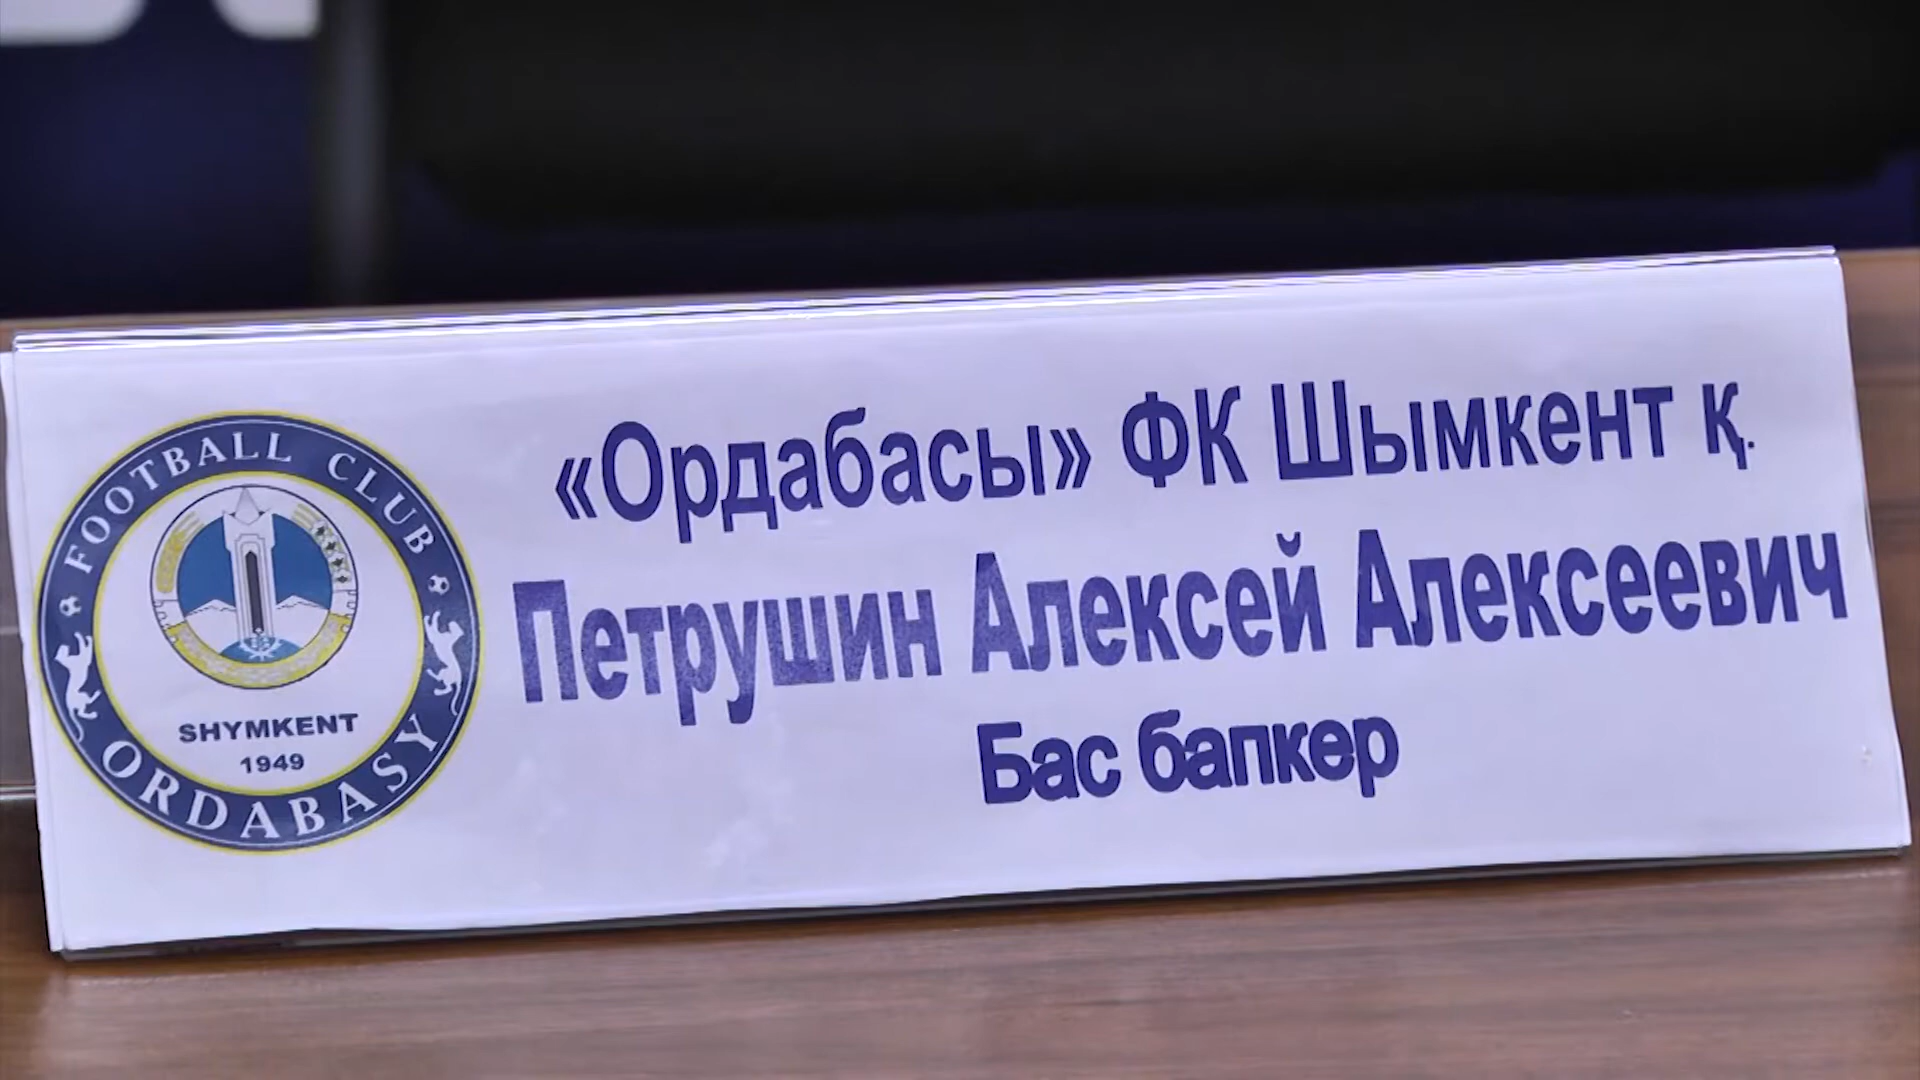 FOOTBALL CLUB
SHYMKENT
1949
ORDABASY
«Ордабасы» ФК Шымкент қ.
Петрушин Алексей Алексеевич
Бас бапкер